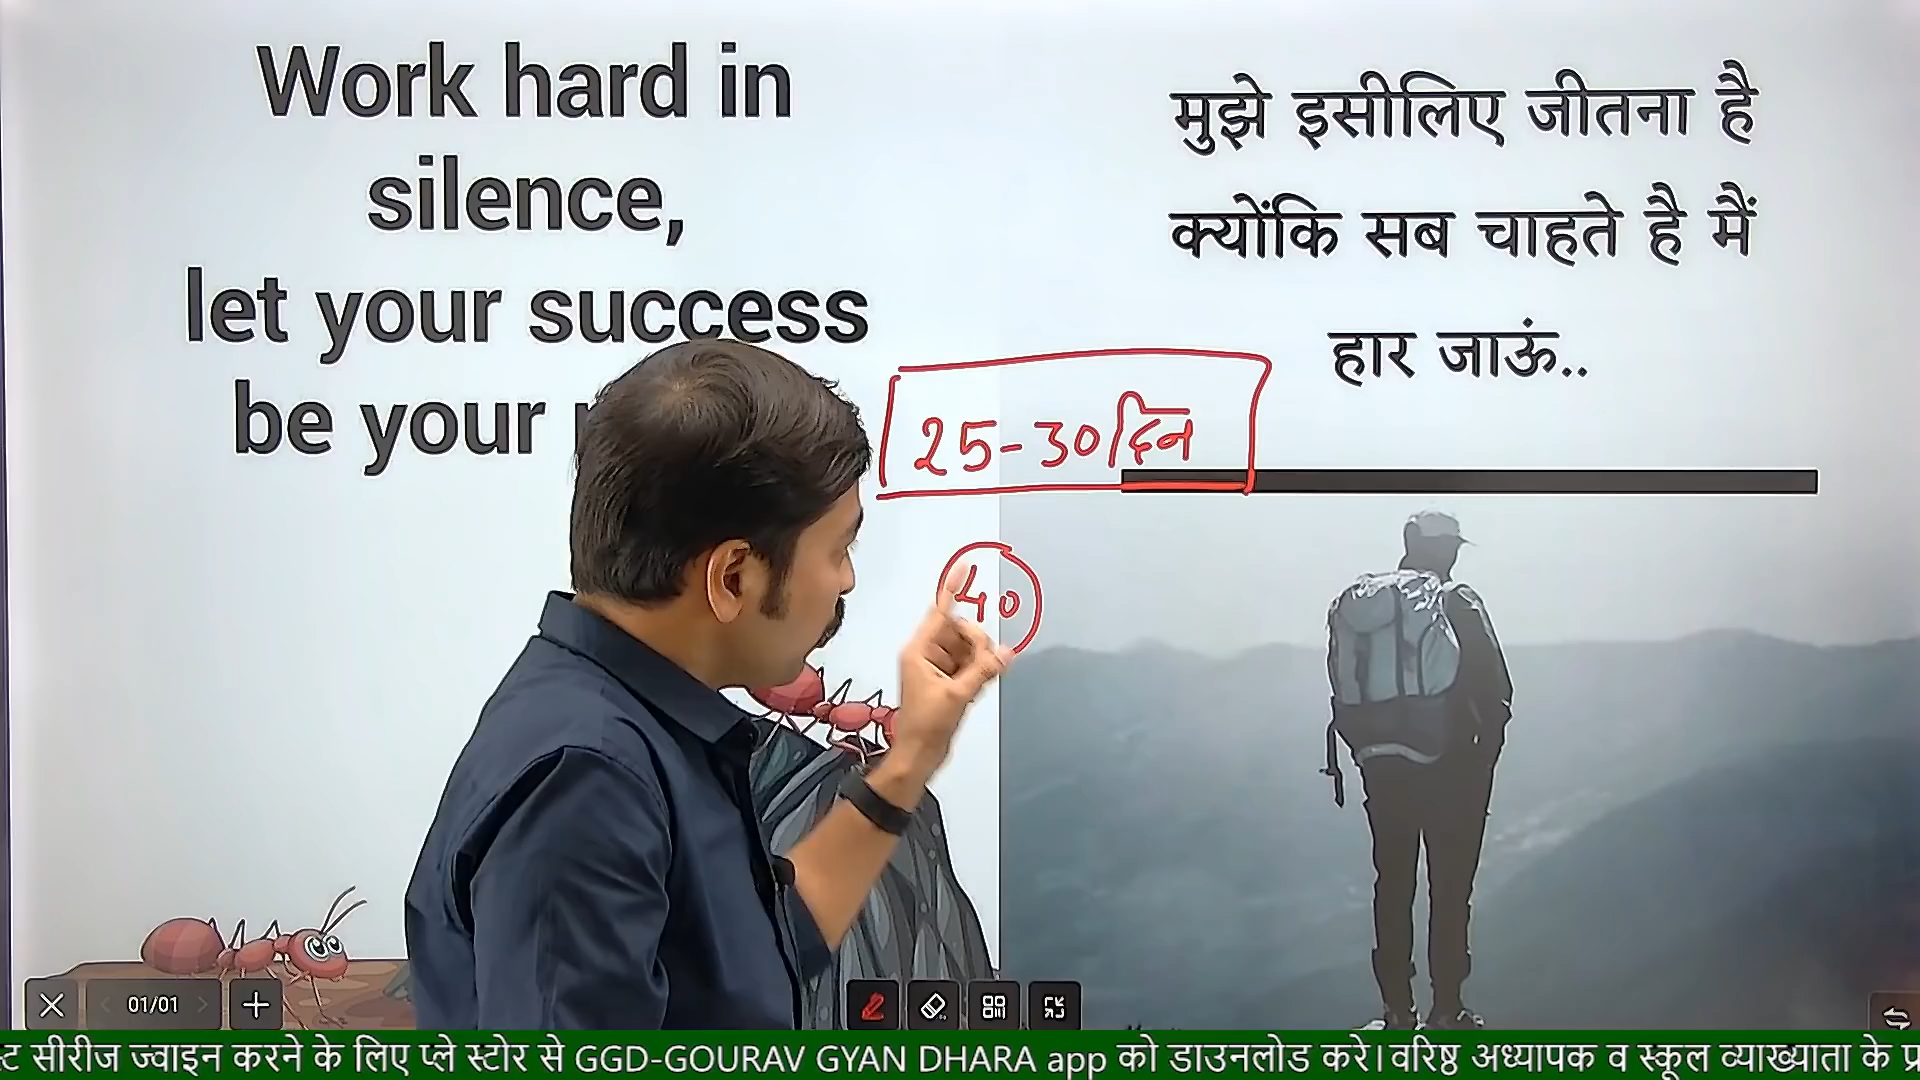 Work hard in
silence,
let your success
be your
मुझे इसीलिए जीतना है
क्योंकि सब चाहते है मैं
हार जाऊं..
25-30 दिन
40
01/01
सीरीज ज्वाइन करने के लिए प्ले स्टोर से GGD-GOURAV GYAN DHARA app को डाउनलोड करे।वरिष्ठ अध्यापक व स्कूल व्याख्याता के